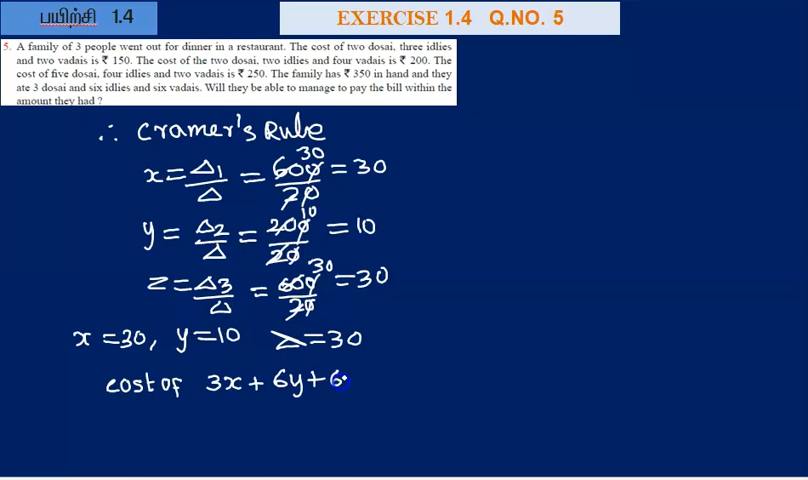 பயிற்சி 1.4
EXERCISE 1.4 Q.NO. 5
5. A family of 3 people went out for dinner in a restaurant. The cost of two dosai, three idlies
and two vadais is ₹ 150. The cost of the two dosai, two idlies and four vadais is ₹ 200. The
cost of five dosai, four idlies and two vadais is ₹ 250. The family has ₹ 350 in hand and they
ate 3 dosai and six idlies and six vadais. Will they be able to manage to pay the bill within the
amount they had ?
∴ Cramer's Rule
x = Δ1/Δ = 600/20 30 = 30
y = Δ2/Δ = 200/20 10 = 10
z = Δ3/Δ = 600/20 30 = 30
x = 30, y = 10 z = 30
cost of 3x + 6y + 6